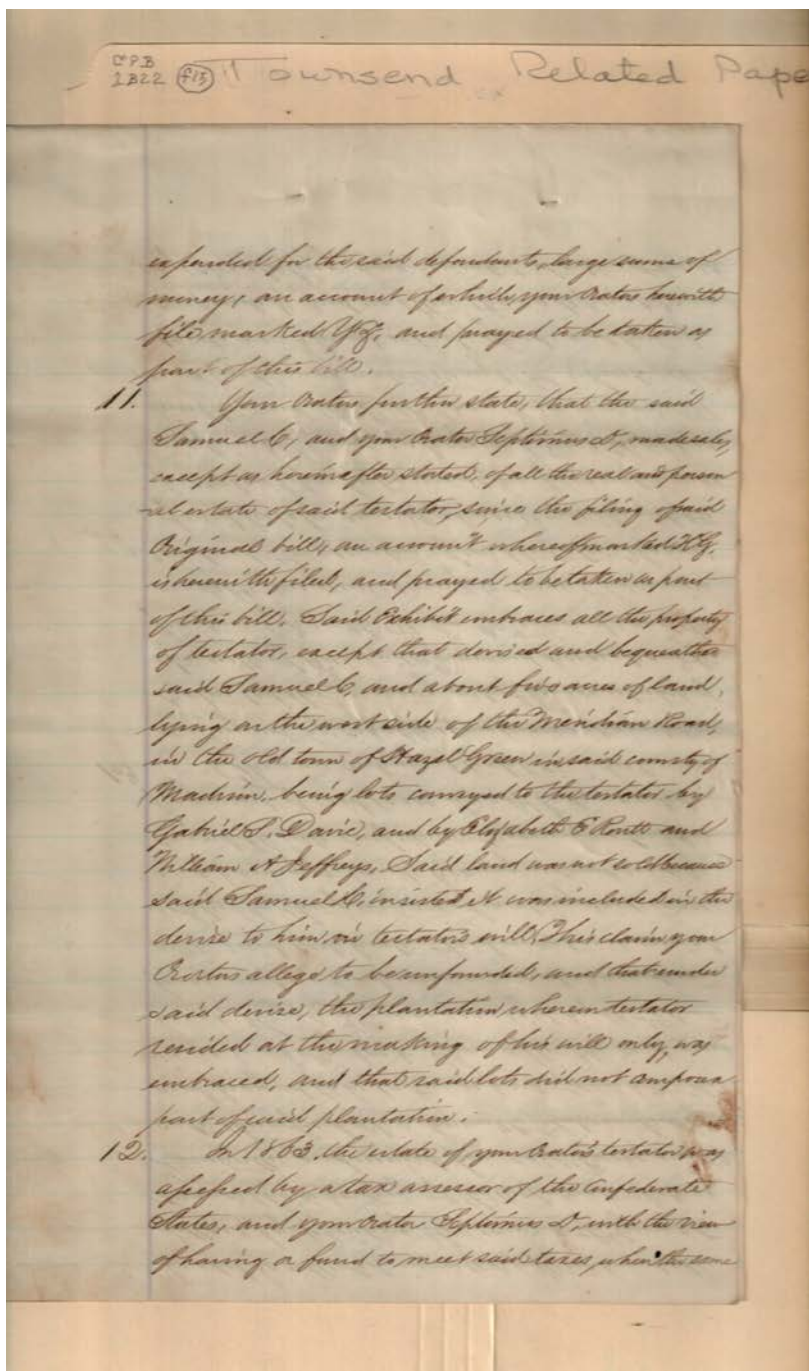 C.P.B
2B22 f15 Townsend Related Pape
expended for the said defendants, large sums of
money, an account of which, your Orators herewith
file marked and prayed to be taken as
part of this bill.
11. Your Orators further state, that the said
Samuel C, and your Orator Septimus D, made sales,
except as hereinafter stated, of all the real and person
-al estate of said testator, since the filing of said
Original bill, an account whereof marked H.G.
is herewith filed, and prayed to be taken as part
of this bill. Said Exhibit embraces all the property
of testator, except that devised and bequeathed
said Samuel C, and about five acres of land,
lying on the west side of the Meridian Road,
in the old town of Hazel Green in said county of
Madison, being lots conveyed to the testator by
Gabriel S. Davie, and by Elizabeth E Routt and
William A Jeffreys, Said land was not sold because
said Samuel C, insisted it was included in the
devise to him in testator's will. This claim your
Orators allege to be unfounded, and that under
said devise, the plantation, whereon testator
resided at the making of his will only, was
embraced, and that said lots did not compose a
part of said plantation.
12. In 1863, the estate of your Orator's testator was
assessed by a tax assessor of the Confederate
States, and your Orator Septimus D, with the view
of having a fund to meet said taxes, when the same